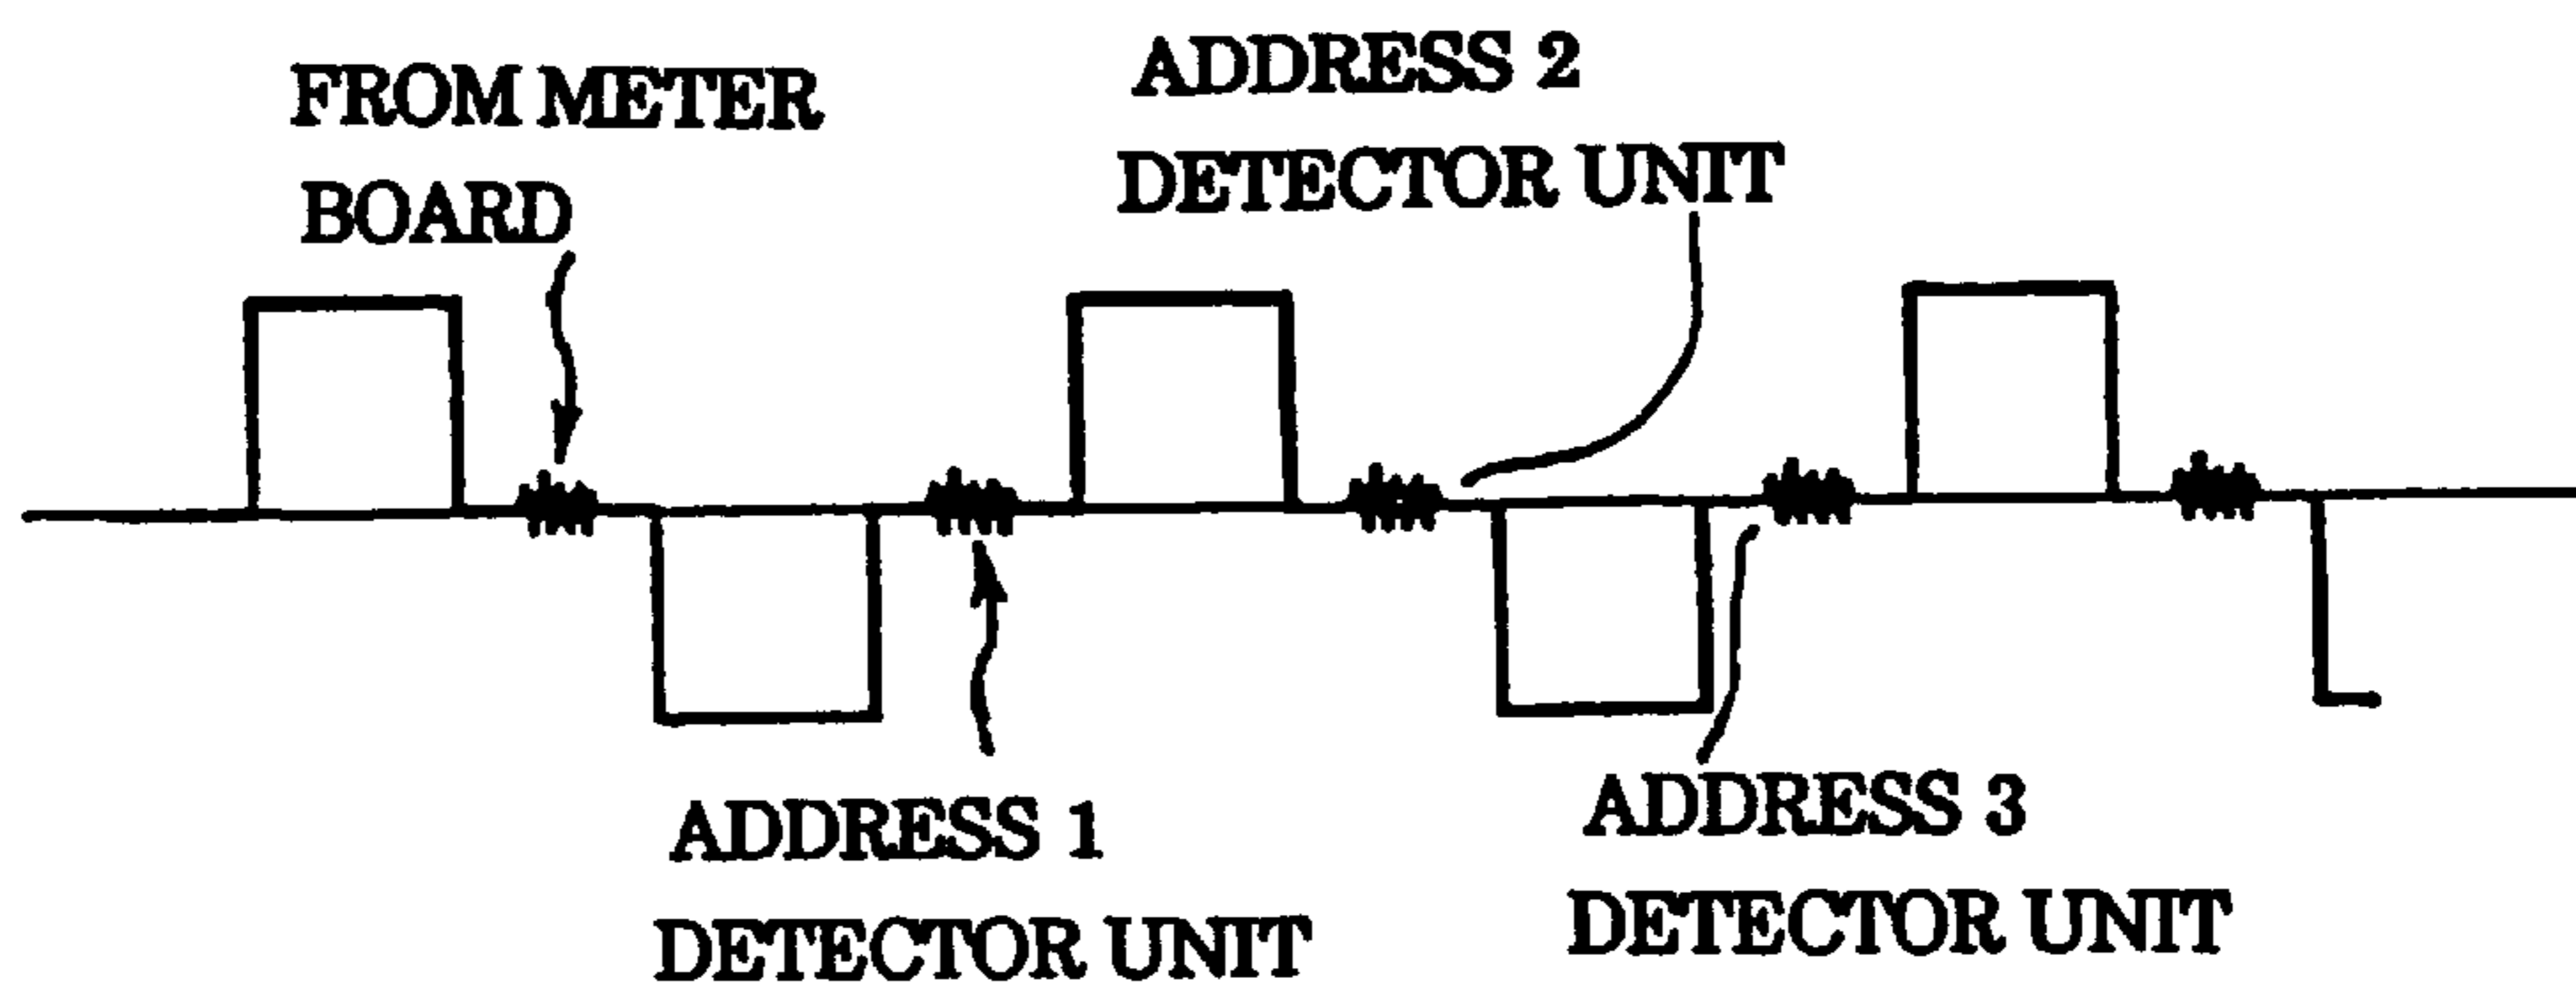 FROM METER
BOARD
ADDRESS 2
DETECTOR UNIT
ADDRESS 1
DETECTOR UNIT
ADDRESS 3
DETECTOR UNIT